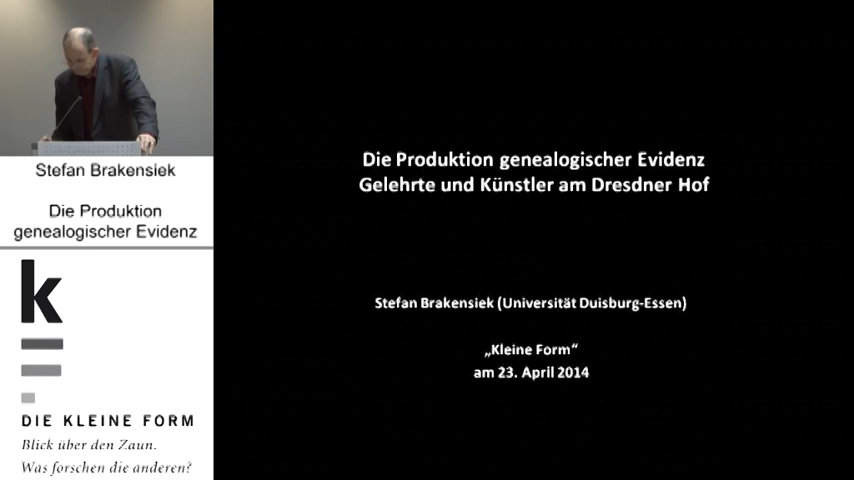 Stefan Brakensiek
Die Produktion
genealogischer Evidenz
k
DIE KLEINE FORM
Blick über den Zaun.
Was forschen die anderen?
Die Produktion genealogischer Evidenz
Gelehrte und Künstler am Dresdner Hof
Stefan Brakensiek (Universität Duisburg-Essen)
„Kleine Form“
am 23. April 2014